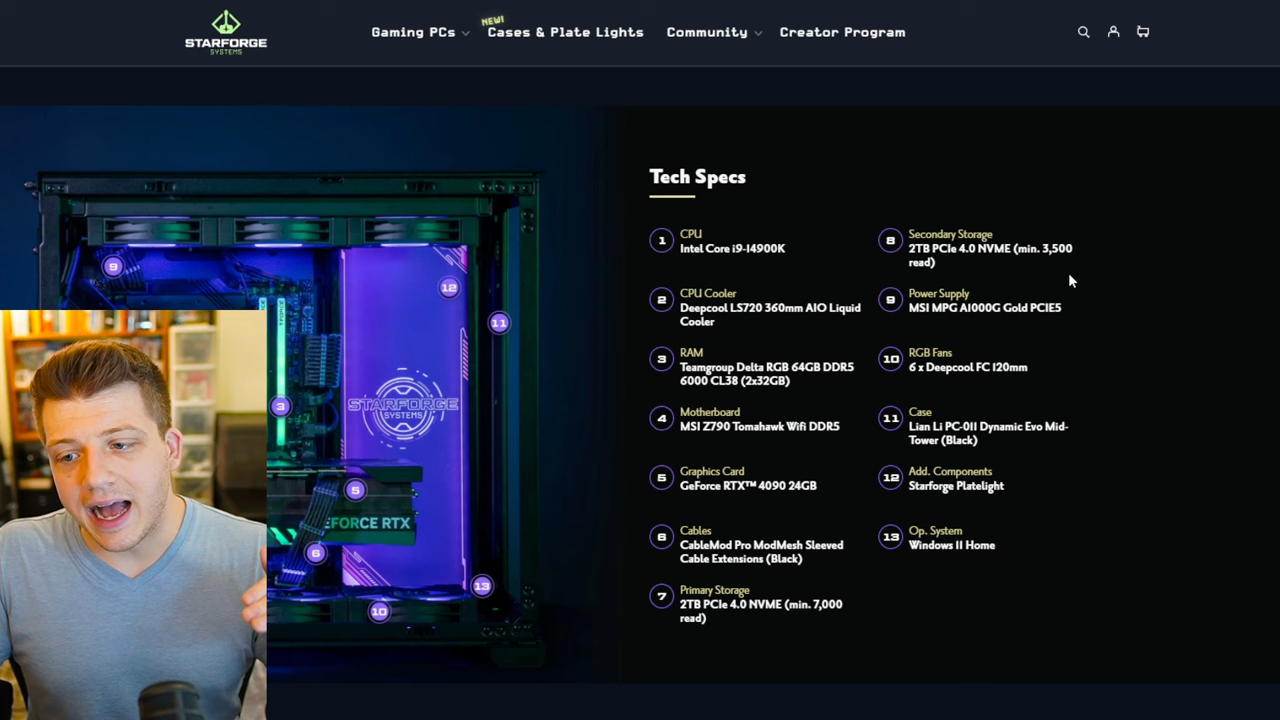 STARFORGE
SYSTEMS
Gaming PCs
NEW!
Cases & Plate Lights
Community
Creator Program
Tech Specs
1
CPU
Intel Core i9-14900K
2
CPU Cooler
Deepcool LS720 360mm AIO Liquid
Cooler
3
RAM
Teamgroup Delta RGB 64GB DDR5
6000 CL38 (2x32GB)
4
Motherboard
MSI Z790 Tomahawk Wifi DDR5
5
Graphics Card
GeForce RTX™ 4090 24GB
6
Cables
CableMod Pro ModMesh Sleeved
Cable Extensions (Black)
7
Primary Storage
2TB PCIe 4.0 NVME (min. 7,000
read)
8
Secondary Storage
2TB PCIe 4.0 NVME (min. 3,500
read)
9
Power Supply
MSI MPG A1000G Gold PCIE5
10
RGB Fans
6 x Deepcool FC 120mm
11
Case
Lian Li PC-O11 Dynamic Evo Mid-
Tower (Black)
12
Add. Components
Starforge Platelight
13
Op. System
Windows 11 Home
9
12
11
3
STARFORGE
SYSTEMS
5
EFORCE RTX
6
13
10